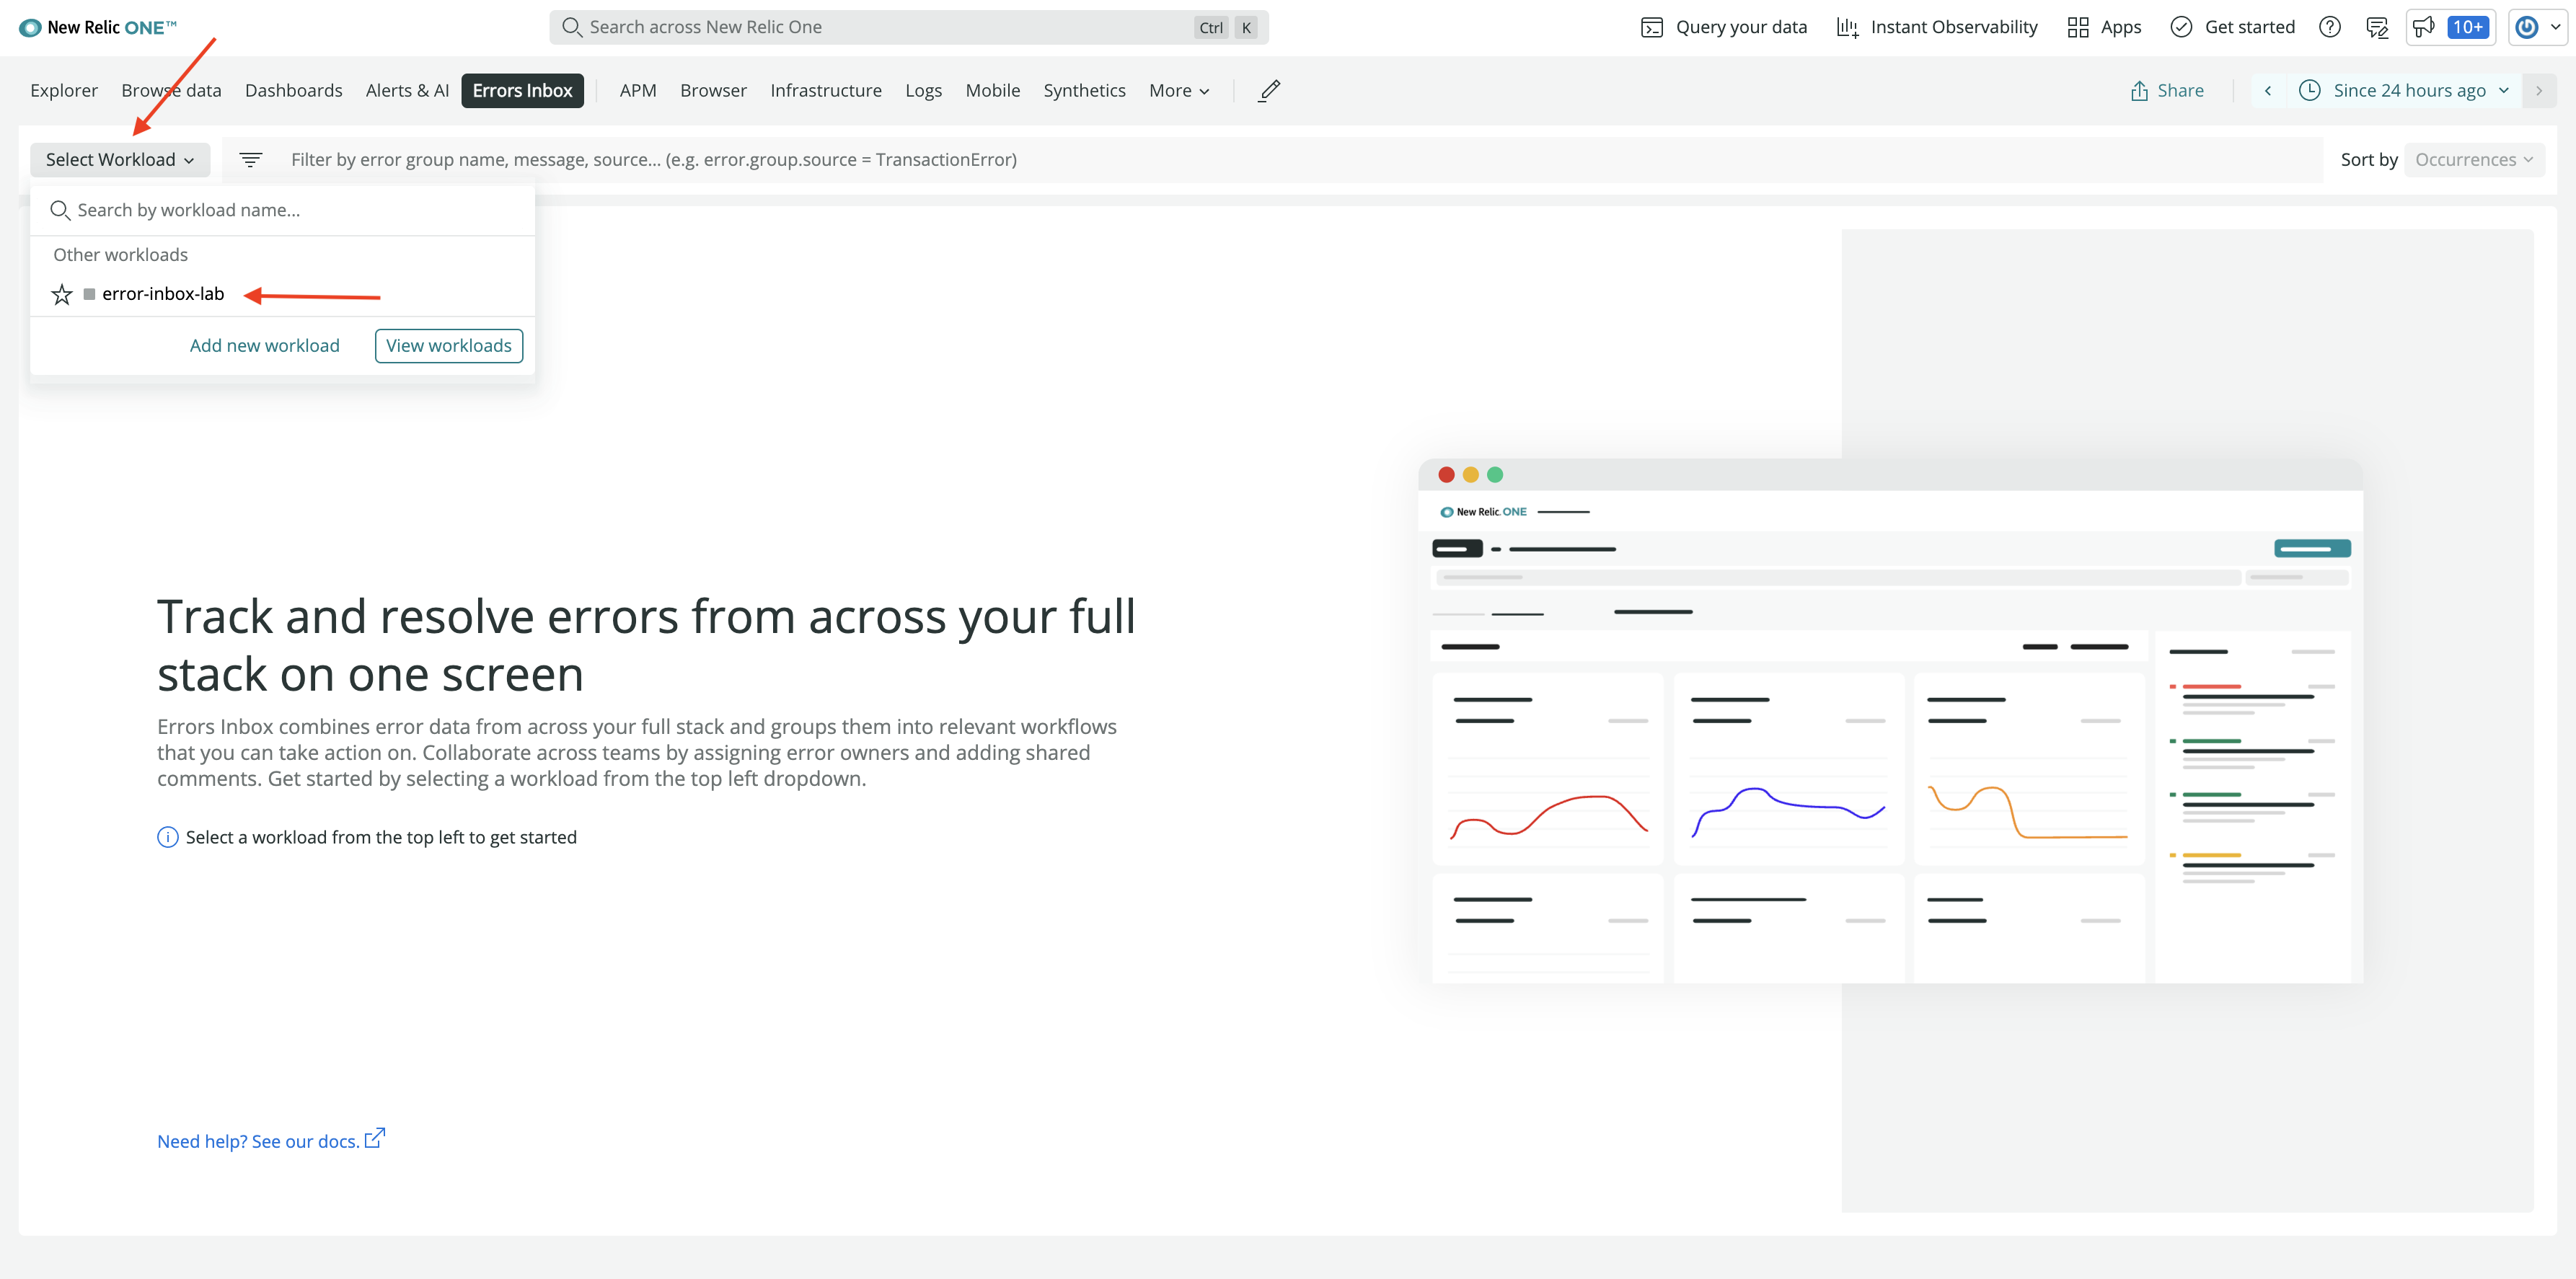 New Relic ONE™
Search across New Relic One
Ctrl K
Query your data
Instant Observability
Apps
Get started
10+
Explorer
Browse data
Dashboards
Alerts & AI
Errors Inbox
APM
Browser
Infrastructure
Logs
Mobile
Synthetics
More
Share
Since 24 hours ago
Select Workload
Filter by error group name, message, source... (e.g. error.group.source = TransactionError)
Sort by
Occurrences
Search by workload name...
Other workloads
error-inbox-lab
Add new workload
View workloads
Track and resolve errors from across your full
stack on one screen
Errors Inbox combines error data from across your full stack and groups them into relevant workflows
that you can take action on. Collaborate across teams by assigning error owners and adding shared
comments. Get started by selecting a workload from the top left dropdown.
Select a workload from the top left to get started
Need help? See our docs.
New Relic. ONE